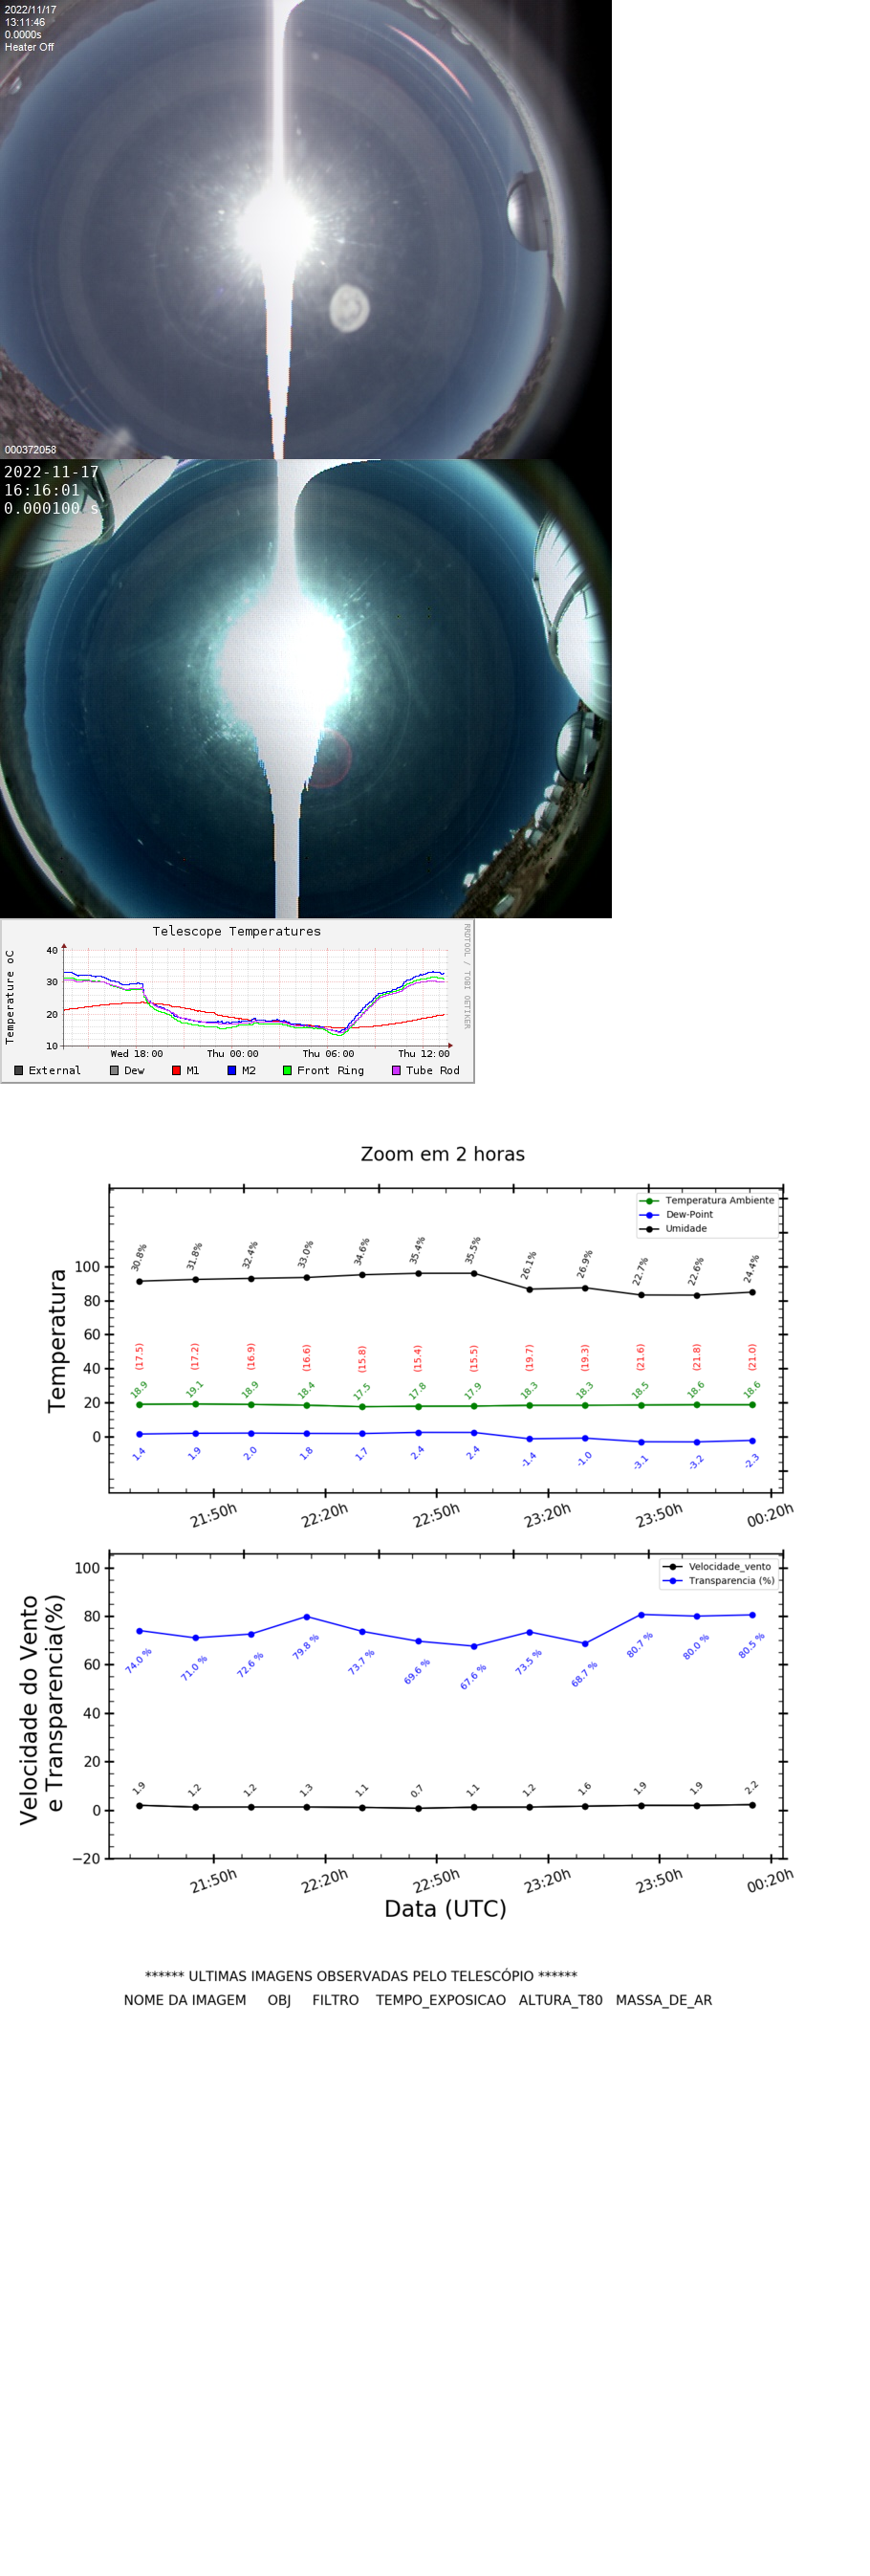 2022/11/17
13:11:46
0.0000s
Heater Off
000372058
2022-11-17
16:16:01
0.000100 s
Telescope Temperatures
RRDTOOL / TOBI OETIKER
Temperature oC
40
30
20
10
Wed 18:00 Thu 00:00 Thu 06:00 Thu 12:00
External Dew M1 M2 Front Ring Tube Rod
Zoom em 2 horas
Temperatura Ambiente
Dew-Point
Umidade
Temperatura
100
80
60
40
20
0
30.8% 31.8% 32.4% 33.0% 34.6% 35.4% 35.5% 26.1% 26.9% 22.7% 22.6% 24.4%
(17.5) (17.2) (16.9) (16.6) (15.8) (15.4) (15.5) (19.7) (19.3) (21.6) (21.8) (21.0)
18.9 19.1 18.9 18.4 17.5 17.8 17.9 18.3 18.3 18.5 18.6 18.6
1.4 1.9 2.0 1.8 1.7 2.4 2.4 -1.4 -1.0 -3.1 -3.2 -2.3
21:50h 22:20h 22:50h 23:20h 23:50h 00:20h
Velocidade_vento
Transparencia (%)
Velocidade do Vento
e Transparencia(%)
100
80
60
40
20
0
−20
74.0 % 71.0 % 72.6 % 79.8 % 73.7 % 69.6 % 67.6 % 73.5 % 68.7 % 80.7 % 80.0 % 80.5 %
1.9 1.2 1.2 1.3 1.1 0.7 1.1 1.2 1.6 1.9 1.9 2.2
21:50h 22:20h 22:50h 23:20h 23:50h 00:20h
Data (UTC)
****** ULTIMAS IMAGENS OBSERVADAS PELO TELESCÓPIO ******
NOME DA IMAGEM OBJ FILTRO TEMPO_EXPOSICAO ALTURA_T80 MASSA_DE_AR